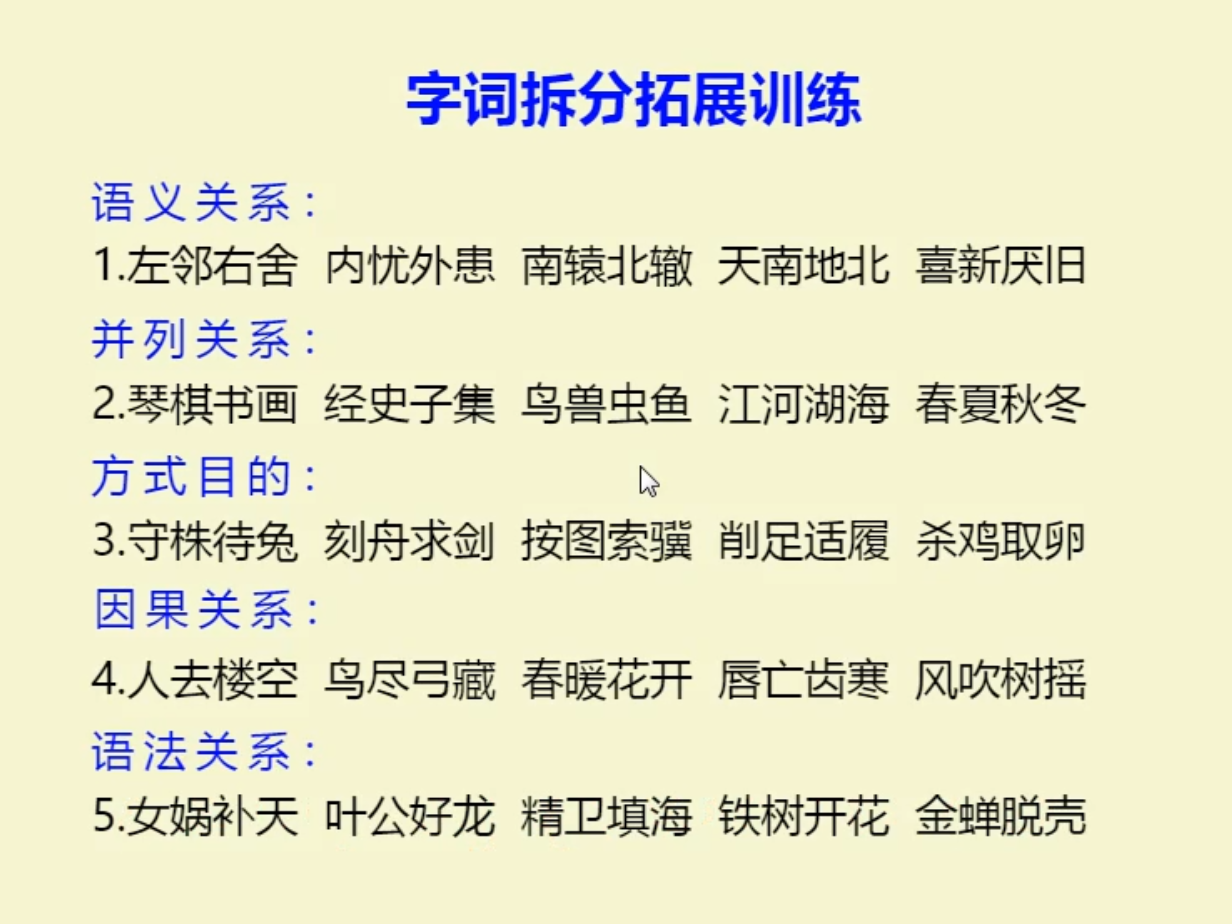 字词拆分拓展训练
语义关系：
1.左邻右舍 内忧外患 南辕北辙 天南地北 喜新厌旧
并列关系：
2.琴棋书画 经史子集 鸟兽虫鱼 江河湖海 春夏秋冬
方式目的：
3.守株待兔 刻舟求剑 按图索骥 削足适履 杀鸡取卵
因果关系：
4.人去楼空 鸟尽弓藏 春暖花开 唇亡齿寒 风吹树摇
语法关系：
5.女娲补天 叶公好龙 精卫填海 铁树开花 金蝉脱壳